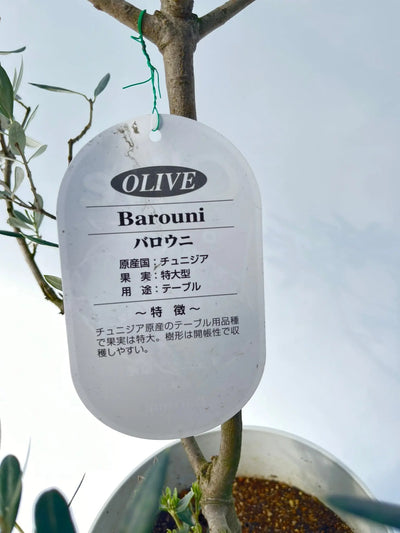 OLIVE
Barouni
バロウニ
原産国：チュニジア
果　実：特大型
用　途：テーブル
〜 特　徴 〜
チュニジア原産のテーブル用品種
で果実は特大。樹形は開帳性で収
穫しやすい。